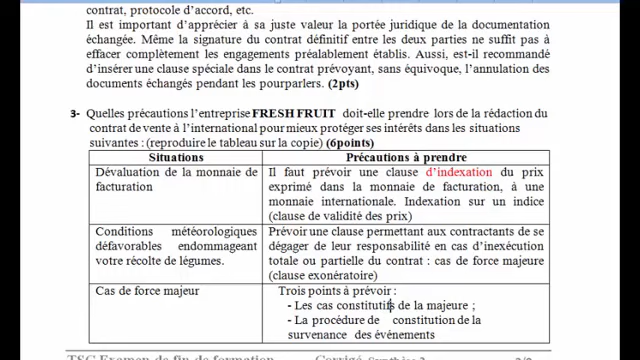 contrat, protocole d'accord, etc.
Il est important d'apprécier à sa juste valeur la portée juridique de la documentation
échangée. Même la signature du contrat définitif entre les deux parties ne suffit pas à
effacer complètement les engagements préalablement établis. Aussi, est-il recommandé
d'insérer une clause spéciale dans le contrat prévoyant, sans équivoque, l'annulation des
documents échangés pendant les pourparlers. (2pts)
3- Quelles précautions l'entreprise FRESH FRUIT doit-elle prendre lors de la rédaction du
contrat de vente à l'international pour mieux protéger ses intérêts dans les situations
suivantes : (reproduire le tableau sur la copie) (6points)
Situations
Précautions à prendre
Dévaluation de la monnaie de
facturation
Il faut prévoir une clause d'indexation du prix
exprimé dans la monnaie de facturation, à une
monnaie internationale. Indexation sur un indice
(clause de validité des prix)
Conditions météorologiques
défavorables endommageant
votre récolte de légumes.
Prévoir une clause permettant aux contractants de se
dégager de leur responsabilité en cas d'inexécution
totale ou partielle du contrat : cas de force majeure
(clause exonératoire)
Cas de force majeur
Trois points à prévoir :
- Les cas constitutifs de la majeure ;
- La procédure de constitution de la
survenance des événements
TSC Examen de fin de formation Corrigé Synthèse 2